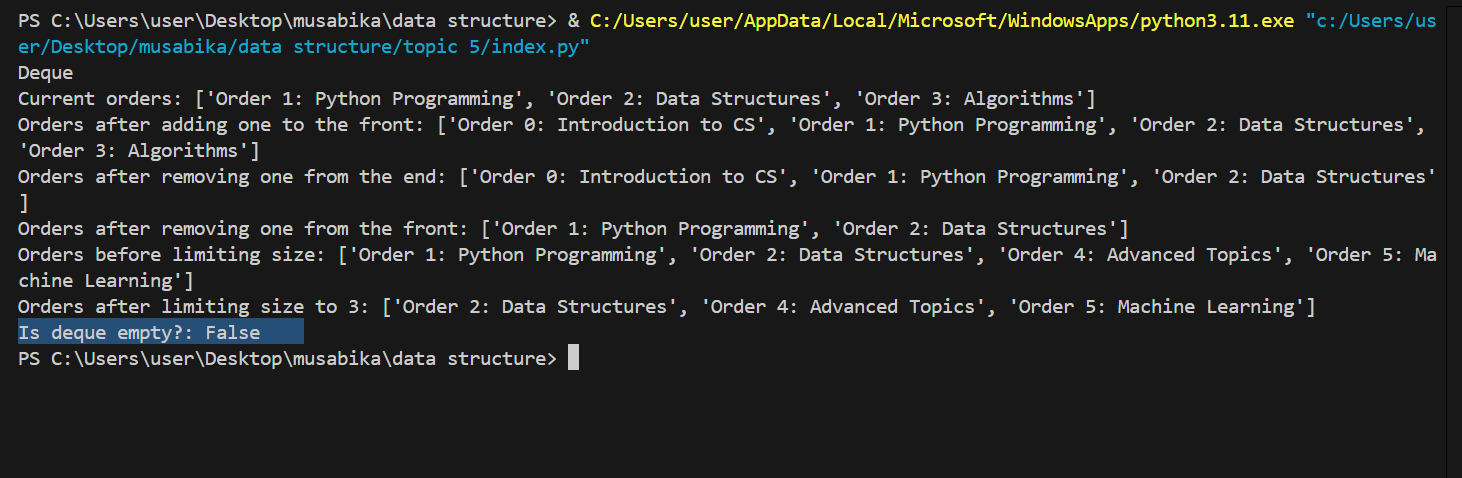 PS C:\Users\user\Desktop\musabika\data structure> & C:/Users/user/AppData/Local/Microsoft/WindowsApps/python3.11.exe "c:/Users/us
er/Desktop/musabika/data structure/topic 5/index.py"
Deque
Current orders: ['Order 1: Python Programming', 'Order 2: Data Structures', 'Order 3: Algorithms']
Orders after adding one to the front: ['Order 0: Introduction to CS', 'Order 1: Python Programming', 'Order 2: Data Structures',
'Order 3: Algorithms']
Orders after removing one from the end: ['Order 0: Introduction to CS', 'Order 1: Python Programming', 'Order 2: Data Structures'
]
Orders after removing one from the front: ['Order 1: Python Programming', 'Order 2: Data Structures']
Orders before limiting size: ['Order 1: Python Programming', 'Order 2: Data Structures', 'Order 4: Advanced Topics', 'Order 5: Ma
chine Learning']
Orders after limiting size to 3: ['Order 2: Data Structures', 'Order 4: Advanced Topics', 'Order 5: Machine Learning']
Is deque empty?: False
PS C:\Users\user\Desktop\musabika\data structure>